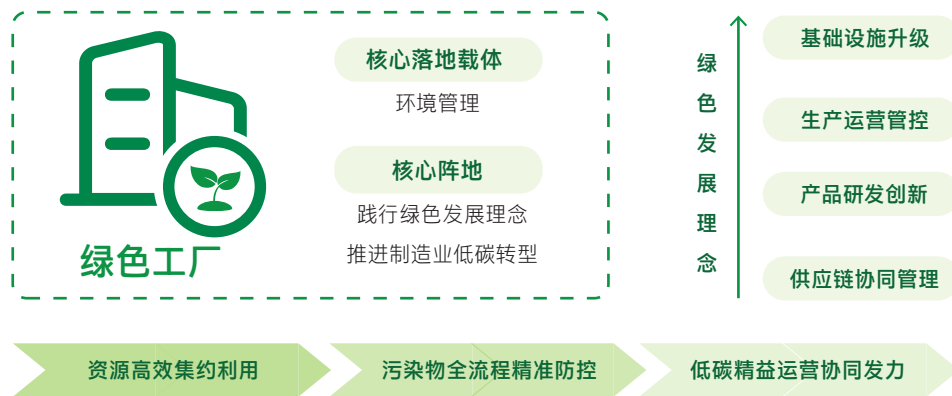 核心落地载体
环境管理
核心阵地
践行绿色发展理念
推进制造业低碳转型
绿色工厂
绿色发展理念
基础设施升级
生产运营管控
产品研发创新
供应链协同管理
资源高效集约利用
污染物全流程精准防控
低碳精益运营协同发力